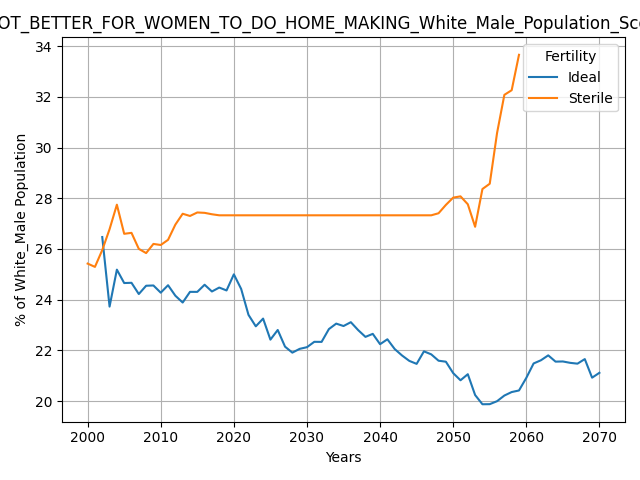 OT_BETTER_FOR_WOMEN_TO_DO_HOME_MAKING_White_Male_Population_Sc
34
32
30
28
26
24
22
20
% of White_Male Population
Fertility
Ideal
Sterile
2000 2010 2020 2030 2040 2050 2060 2070
Years